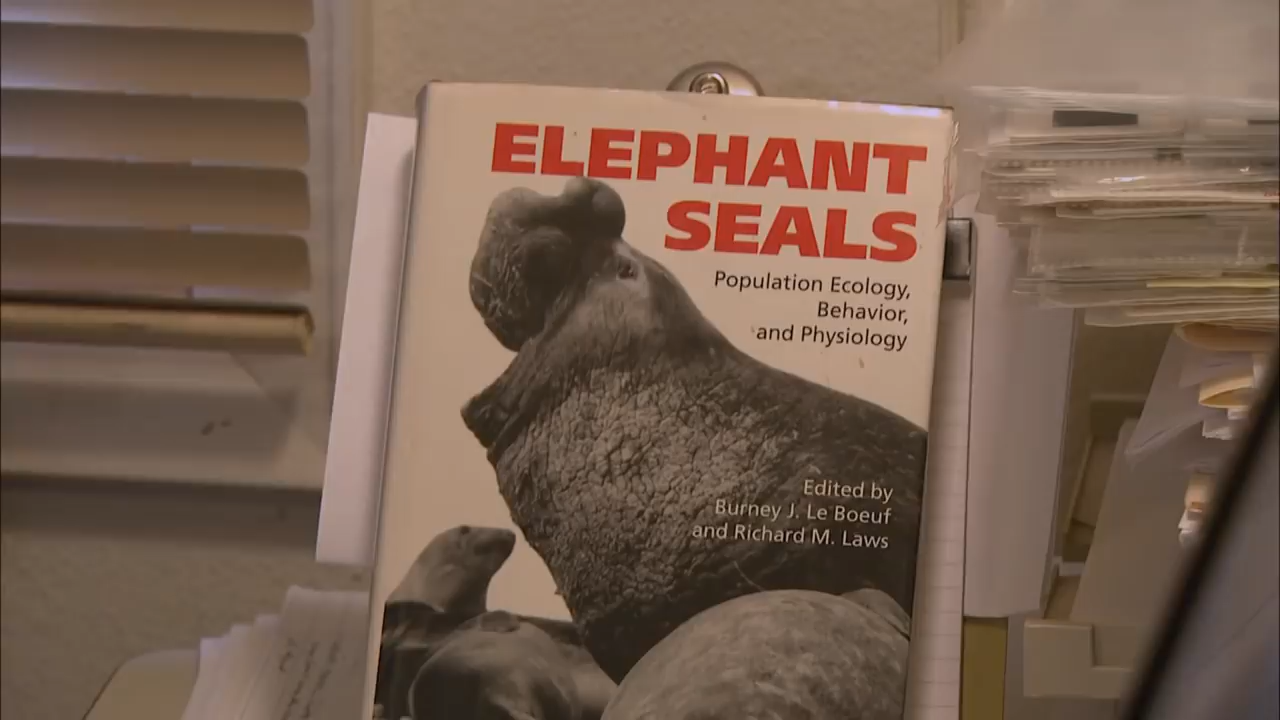 ELEPHANT
SEALS
Population Ecology,
Behavior,
and Physiology
Edited by
Burney J. Le Boeuf
and Richard M. Laws